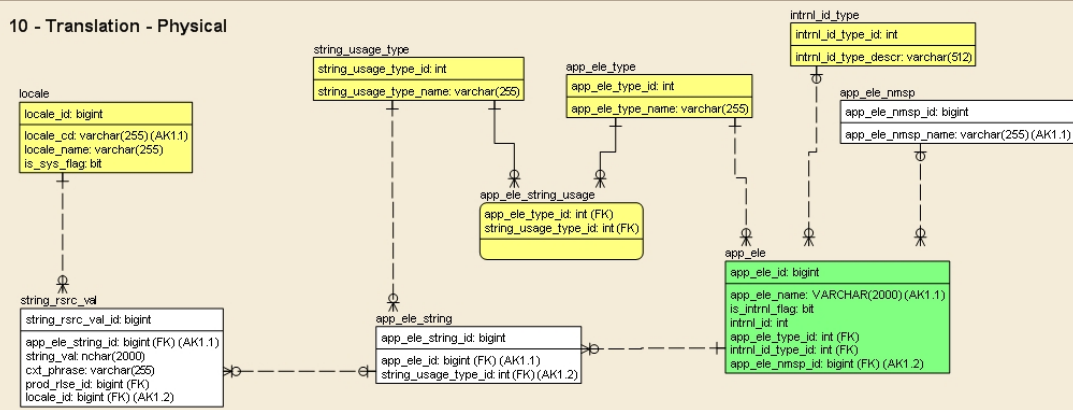 10 - Translation - Physical
locale
locale_id: bigint
locale_cd: varchar(255) (AK1.1)
locale_name: varchar(255)
is_sys_flag: bit
string_usage_type
string_usage_type_id: int
string_usage_type_name: varchar(255)
app_ele_type
app_ele_type_id: int
app_ele_type_name: varchar(255)
intrnl_id_type
intrnl_id_type_id: int
intrnl_id_type_descr: varchar(512)
app_ele_nmsp
app_ele_nmsp_id: bigint
app_ele_nmsp_name: varchar(255) (AK1.1)
app_ele_string_usage
app_ele_type_id: int (FK)
string_usage_type_id: int (FK)
app_ele
app_ele_id: bigint
app_ele_name: VARCHAR(2000) (AK1.1)
is_intrnl_flag: bit
intrnl_id: int
app_ele_type_id: int (FK)
intrnl_id_type_id: int (FK)
app_ele_nmsp_id: bigint (FK) (AK1.2)
string_rsrc_val
string_rsrc_val_id: bigint
app_ele_string_id: bigint (FK) (AK1.1)
string_val: nchar(2000)
cxt_phrase: varchar(255)
prod_rlse_id: bigint (FK)
locale_id: bigint (FK) (AK1.2)
app_ele_string
app_ele_string_id: bigint
app_ele_id: bigint (FK) (AK1.1)
string_usage_type_id: int (FK) (AK1.2)